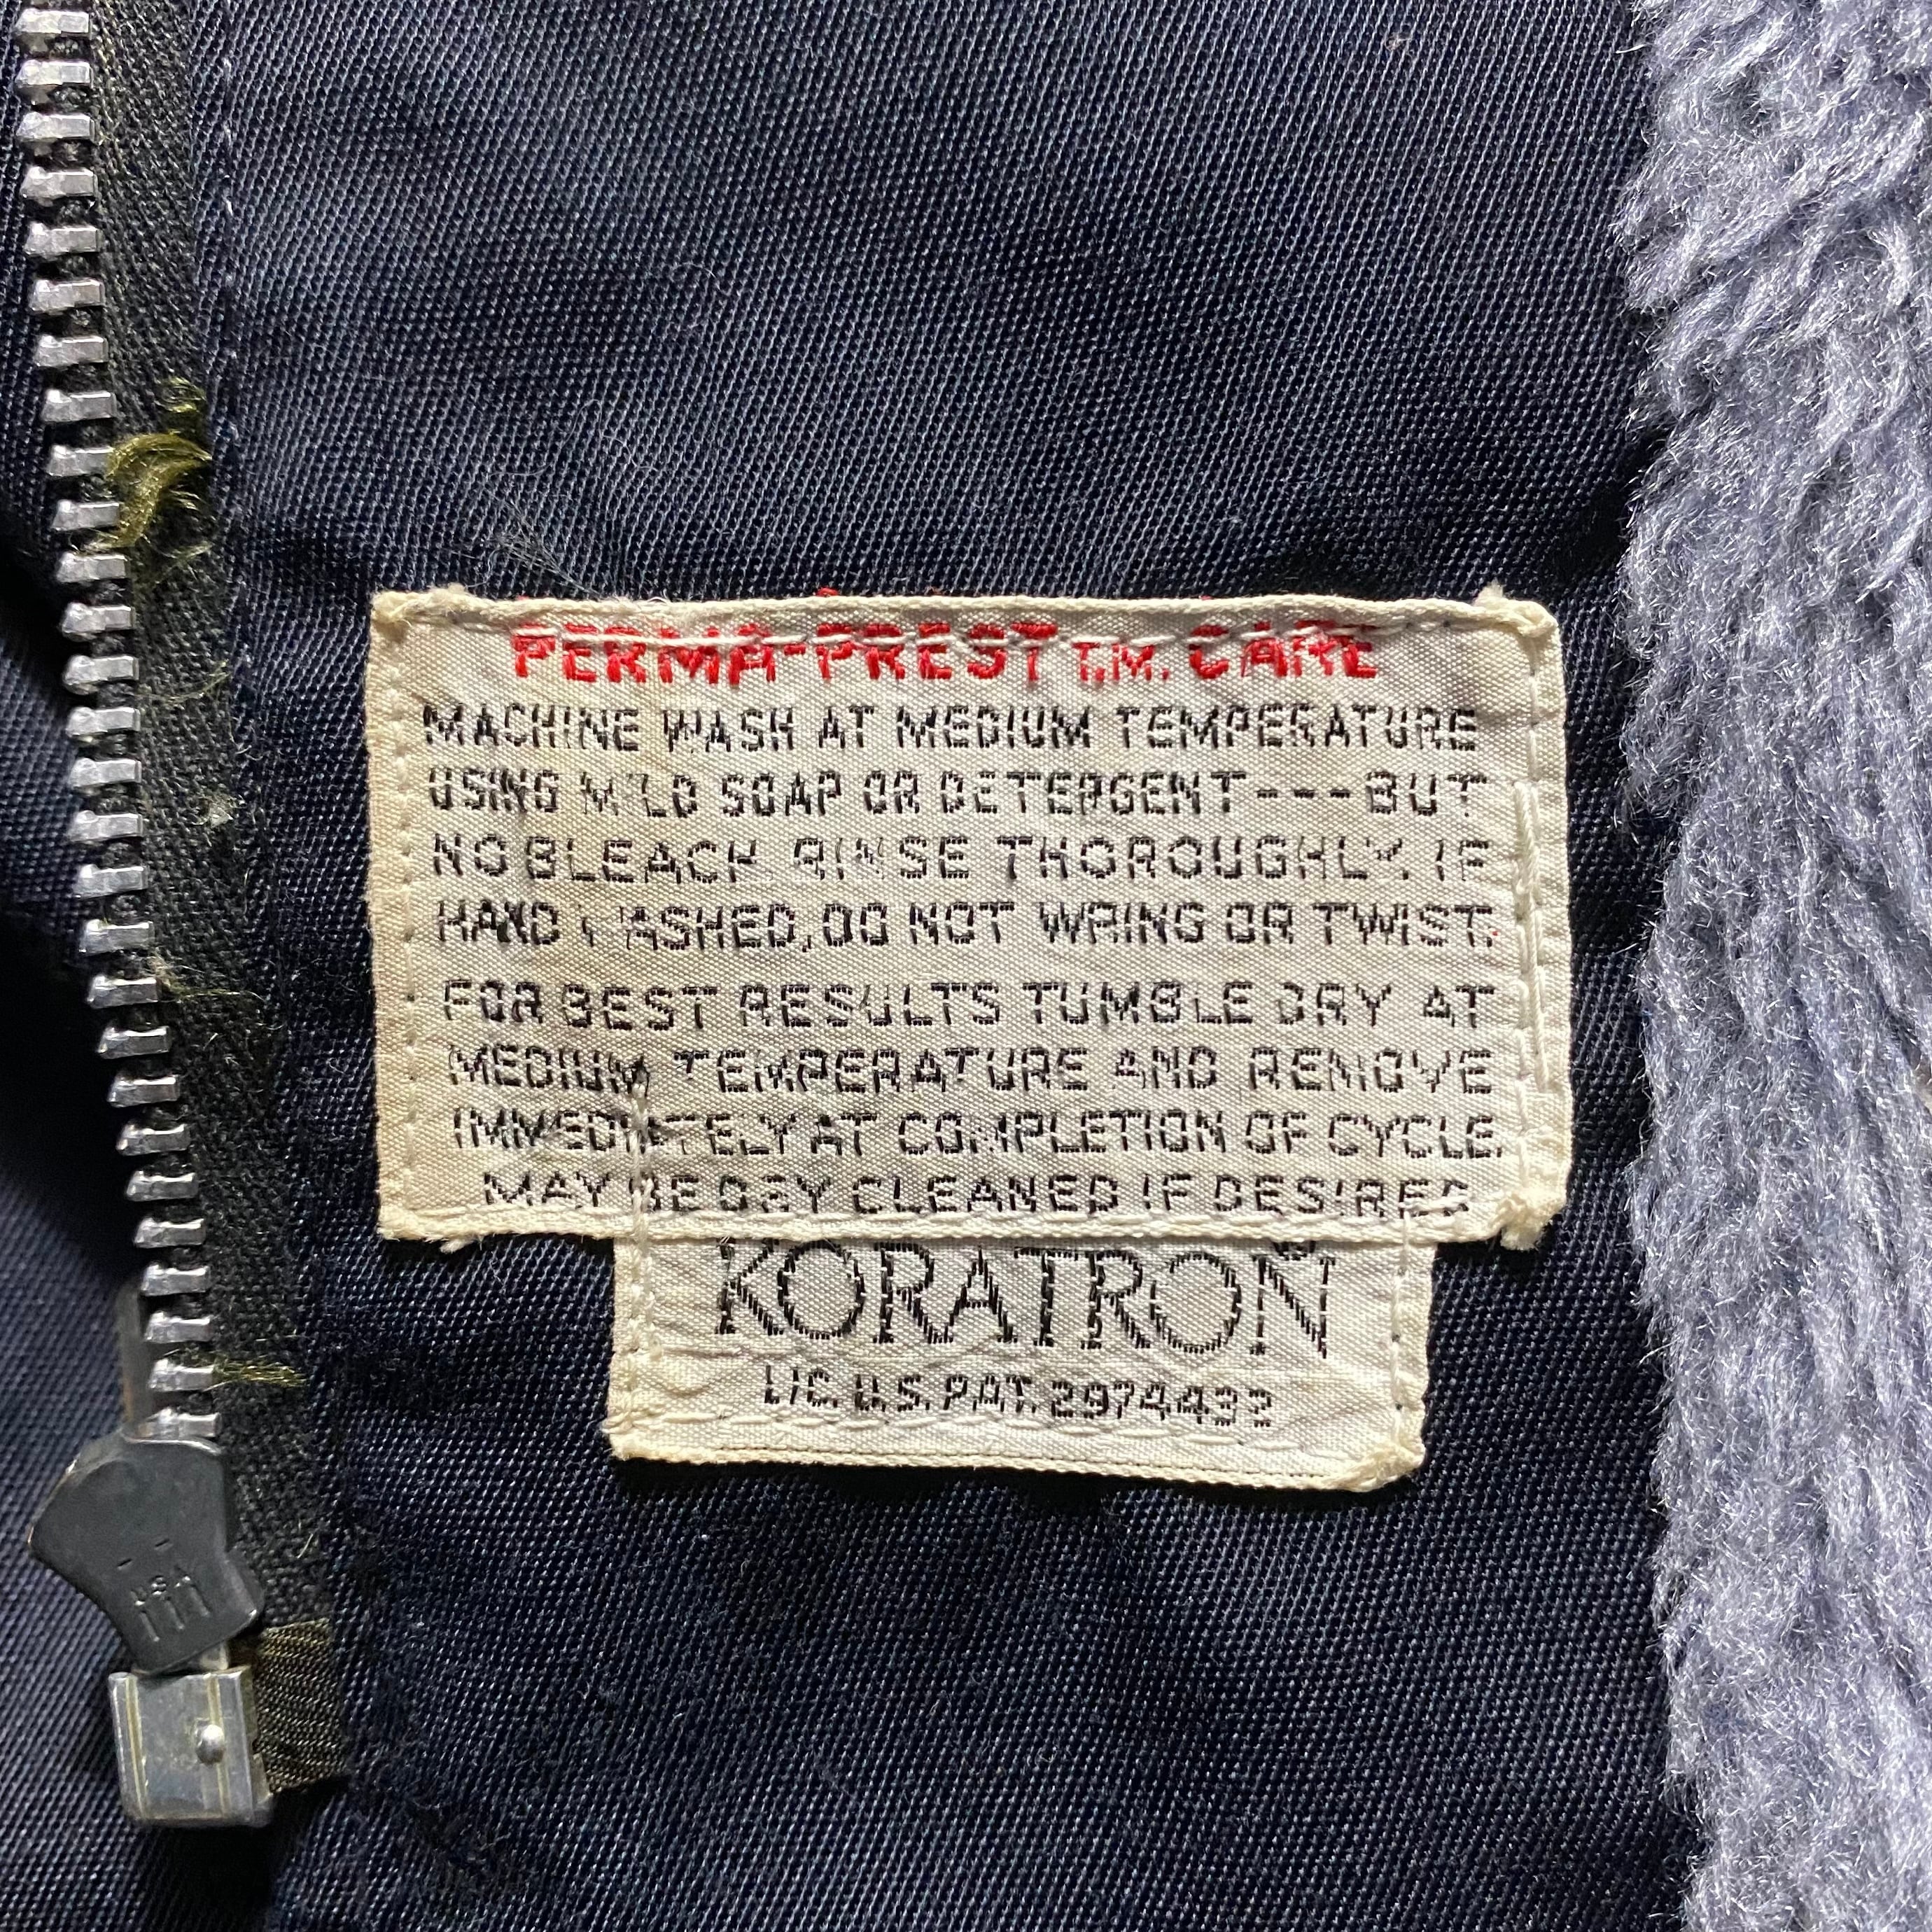 PERMA-PREST T.M. CARE
MACHINE WASH AT MEDIUM TEMPERATURE
USING MILD SOAP OR DETERGENT---BUT
NO BLEACH. RINSE THOROUGHLY. IF
HAND WASHED, DO NOT WRING OR TWIST.
FOR BEST RESULTS TUMBLE DRY AT
MEDIUM TEMPERATURE AND REMOVE
IMMEDIATELY AT COMPLETION OF CYCLE.
MAY BE DRY CLEANED IF DESIRED
KORATRON®
LIC. U.S. PAT. 2974432
USA